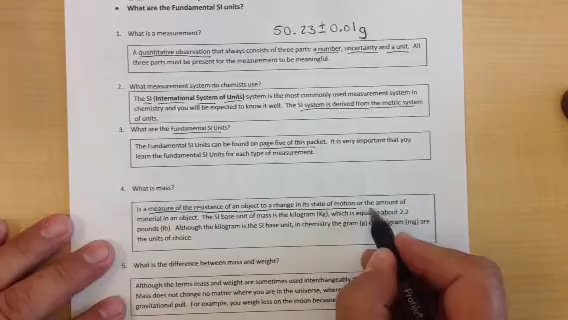 What are the Fundamental SI units?
1. What is a measurement? 50.23±0.01g
A quantitative observation that always consists of three parts: a number, uncertainty and a unit. All
three parts must be present for the measurement to be meaningful.
2. What measurement system do chemists use?
The SI (International System of Units) system is the most commonly used measurement system in
chemistry and you will be expected to know it well. The SI system is derived from the metric system
of units.
3. What are the Fundamental SI Units?
The Fundamental SI Units can be found on page five of this packet. It is very important that you
learn the fundamental SI Units for each type of measurement.
4. What is mass?
Is a measure of the resistance of an object to a change in its state of motion or the amount of
material in an object. The SI base unit of mass is the kilogram (Kg), which is about 2.2
pounds (lb) Although the kilogram is the SI base unit, in chemistry the gram (g) (mg) are
the units of choice.
5. What is the difference between mass and weight?
Although the terms mass and weight are sometimes used interchangeably
Mass does not change no matter where you are in the universe,
gravitational pull. For example, you weigh less on the moon because
Profile